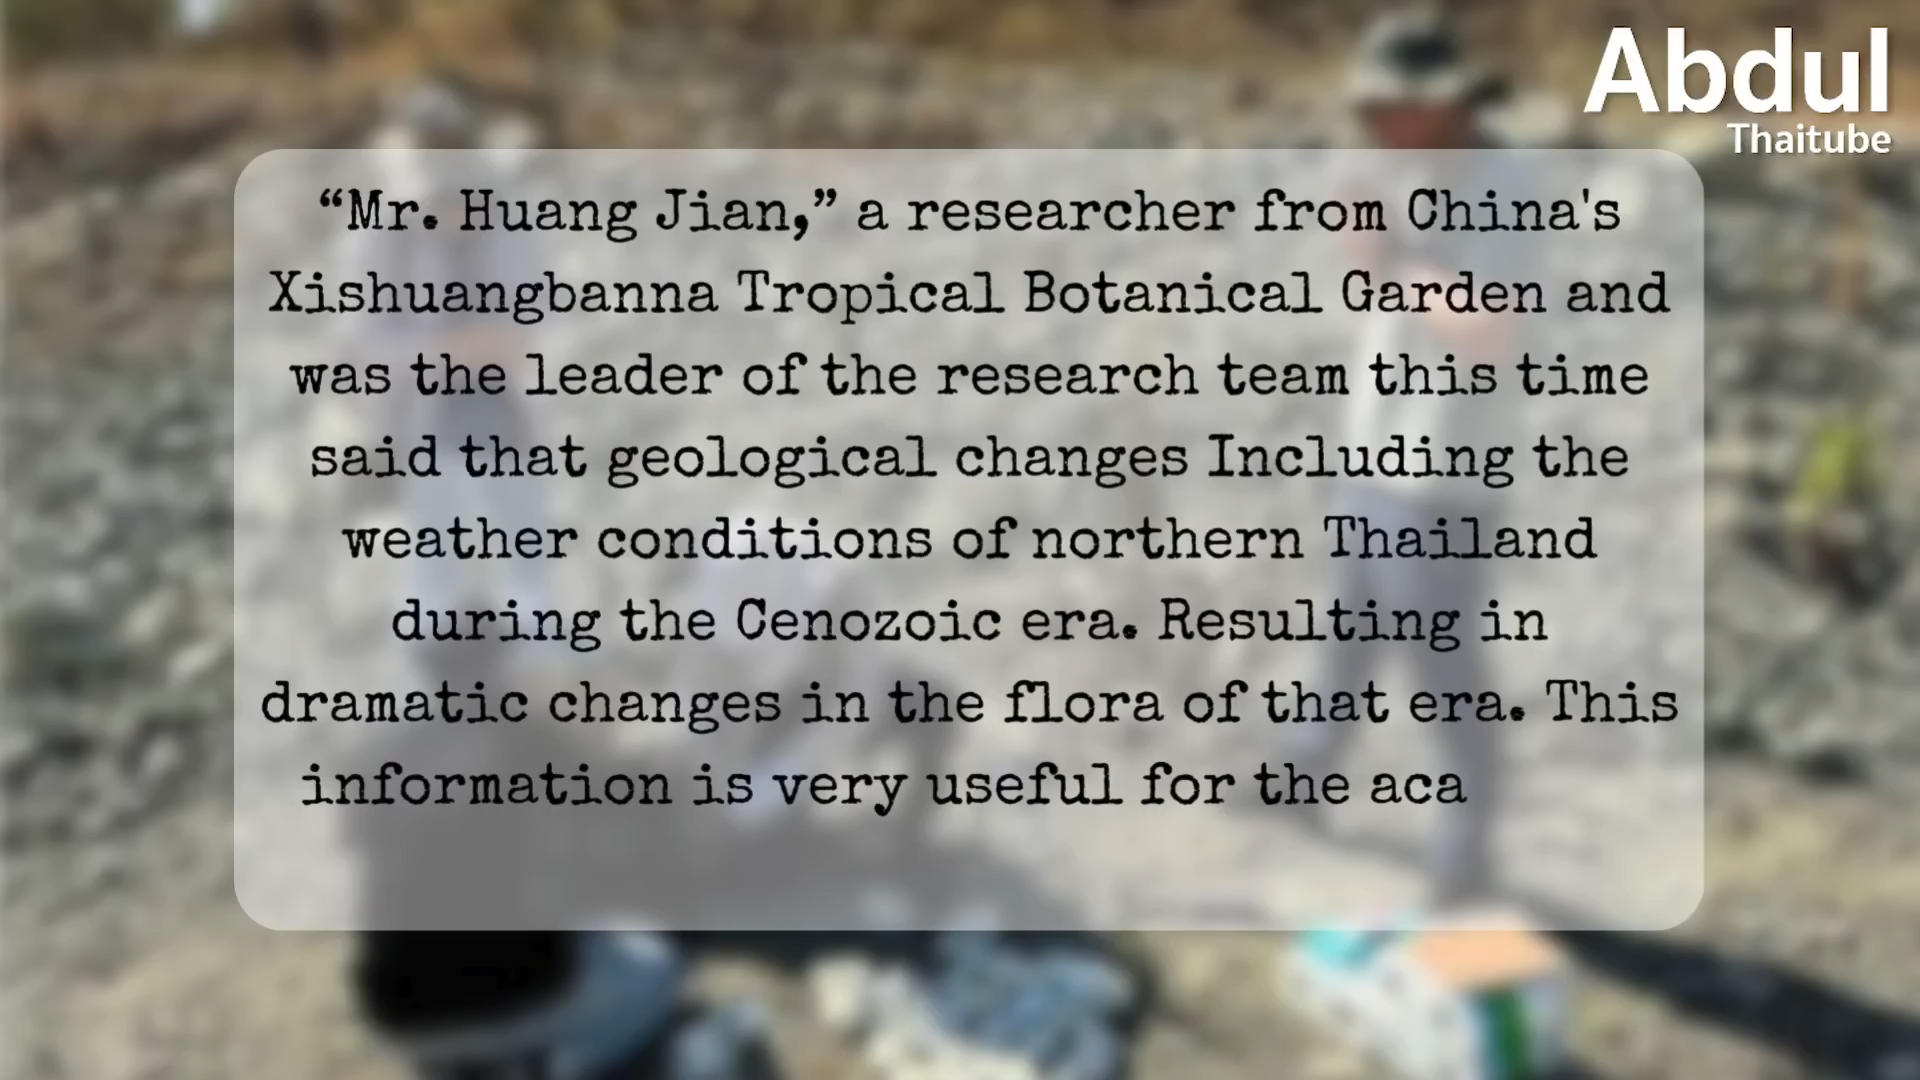 Abdul
Thaitube
“Mr. Huang Jian,” a researcher from China's
Xishuangbanna Tropical Botanical Garden and
was the leader of the research team this time
said that geological changes Including the
weather conditions of northern Thailand
during the Cenozoic era. Resulting in
dramatic changes in the flora of that era. This
information is very useful for the aca